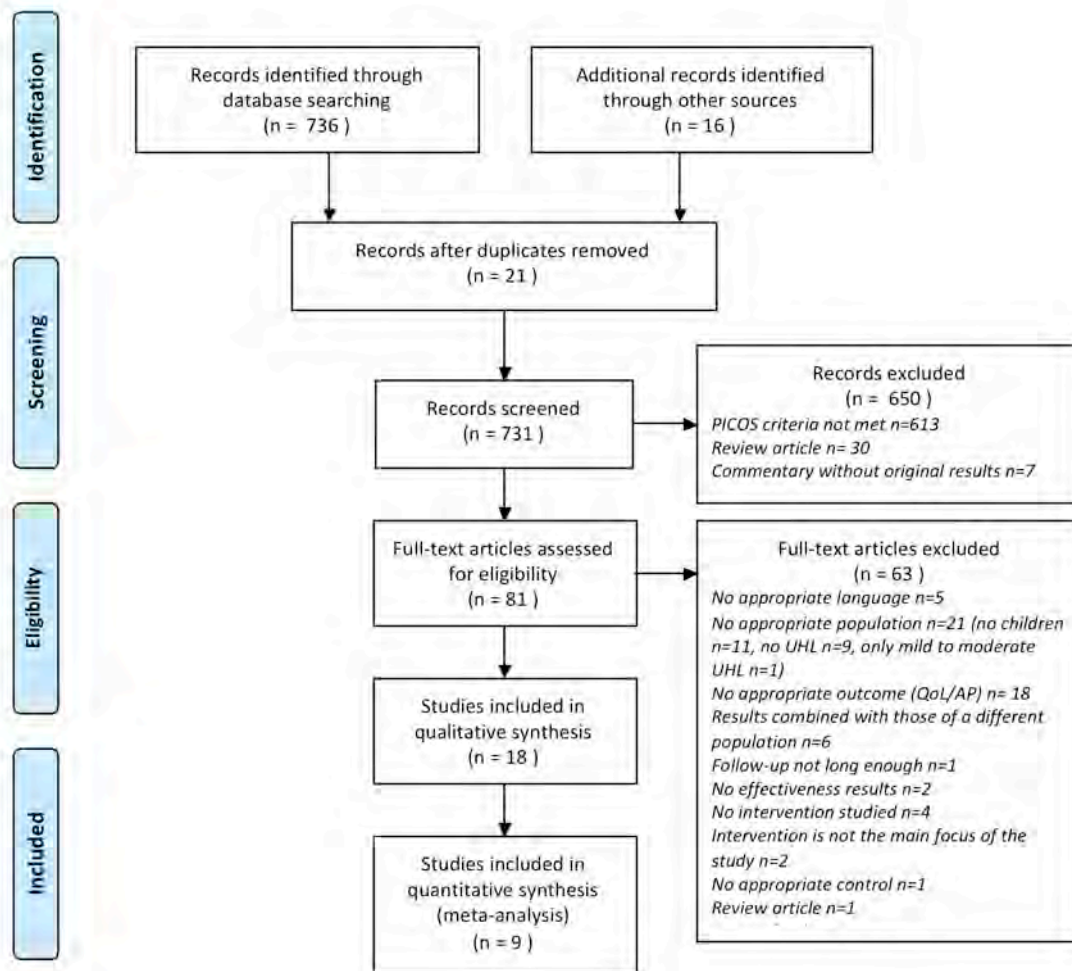 Identification
Records identified through
database searching
(n = 736 )
Additional records identified
through other sources
(n = 16 )
Records after duplicates removed
(n = 21 )
Screening
Records screened
(n = 731 )
Records excluded
(n = 650 )
PICOS criteria not met n=613
Review article n= 30
Commentary without original results n=7
Eligibility
Full-text articles assessed
for eligibility
(n = 81 )
Full-text articles excluded
(n = 63 )
No appropriate language n=5
No appropriate population n=21 (no children
n=11, no UHL n=9, only mild to moderate
UHL n=1)
No appropriate outcome (QoL/AP) n= 18
Results combined with those of a different
population n=6
Follow-up not long enough n=1
No effectiveness results n=2
No intervention studied n=4
Intervention is not the main focus of the
study n=2
No appropriate control n=1
Review article n=1
Studies included in
qualitative synthesis
(n = 18 )
Included
Studies included in
quantitative synthesis
(meta-analysis)
(n = 9 )